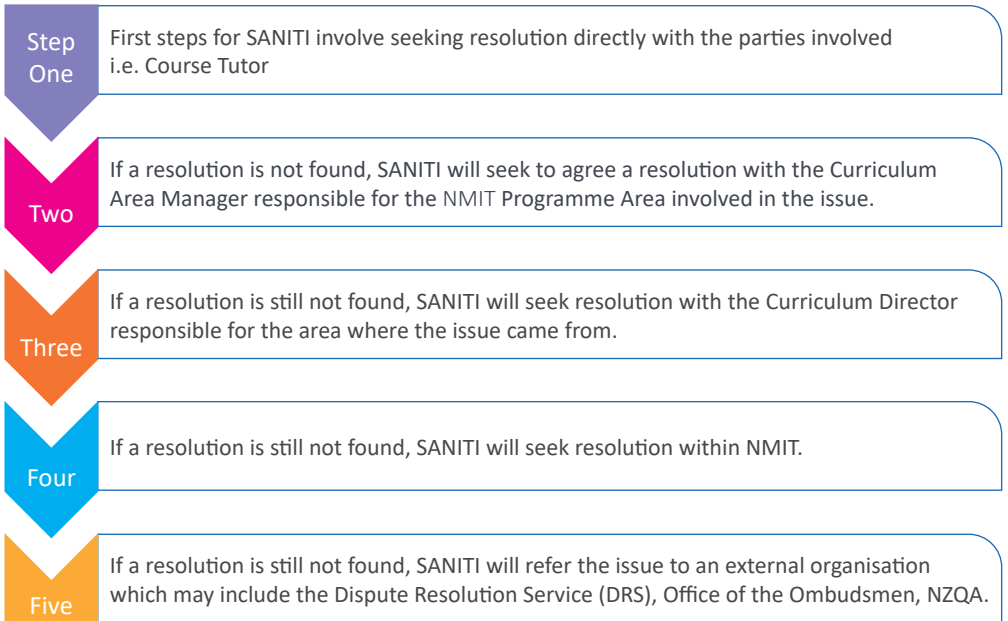 Step
One
First steps for SANITI involve seeking resolution directly with the parties involved
i.e. Course Tutor
Two
If a resolution is not found, SANITI will seek to agree a resolution with the Curriculum
Area Manager responsible for the NMIT Programme Area involved in the issue.
Three
If a resolution is still not found, SANITI will seek resolution with the Curriculum Director
responsible for the area where the issue came from.
Four
If a resolution is still not found, SANITI will seek resolution within NMIT.
Five
If a resolution is still not found, SANITI will refer the issue to an external organisation
which may include the Dispute Resolution Service (DRS), Office of the Ombudsmen, NZQA.